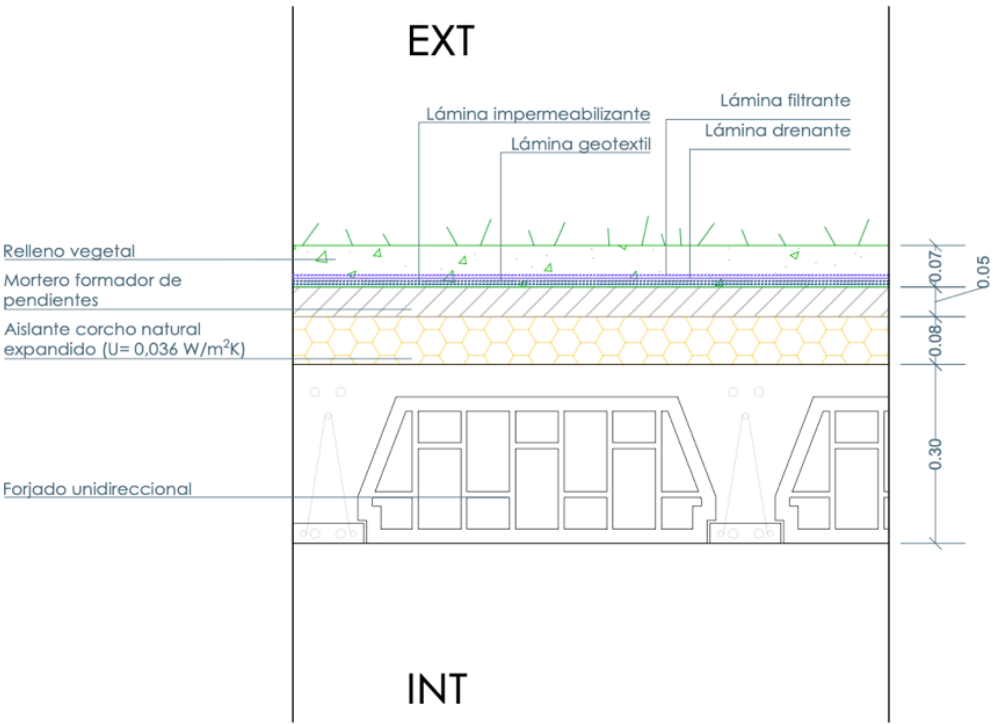 EXT
Lámina impermeabilizante
Lámina filtrante
Lámina geotextil
Lámina drenante
Relleno vegetal
Mortero formador de
pendientes
Aislante corcho natural
expandido (U= 0,036 W/m²K)
Forjado unidireccional
0.07
0.05
0.08
0.30
INT